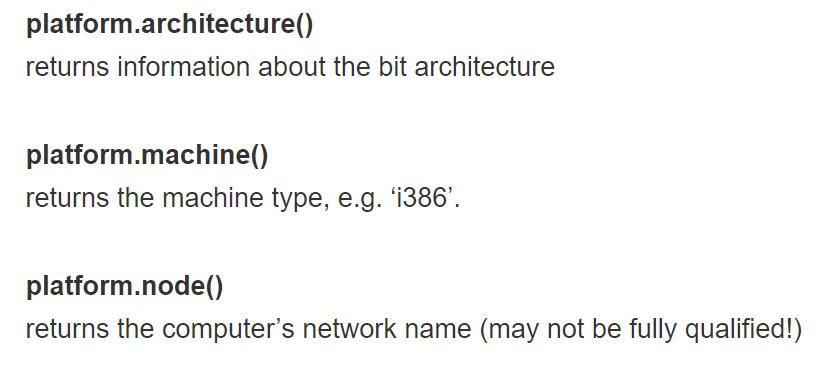 platform.architecture()
returns information about the bit architecture
platform.machine()
returns the machine type, e.g. ‘i386’.
platform.node()
returns the computer’s network name (may not be fully qualified!)